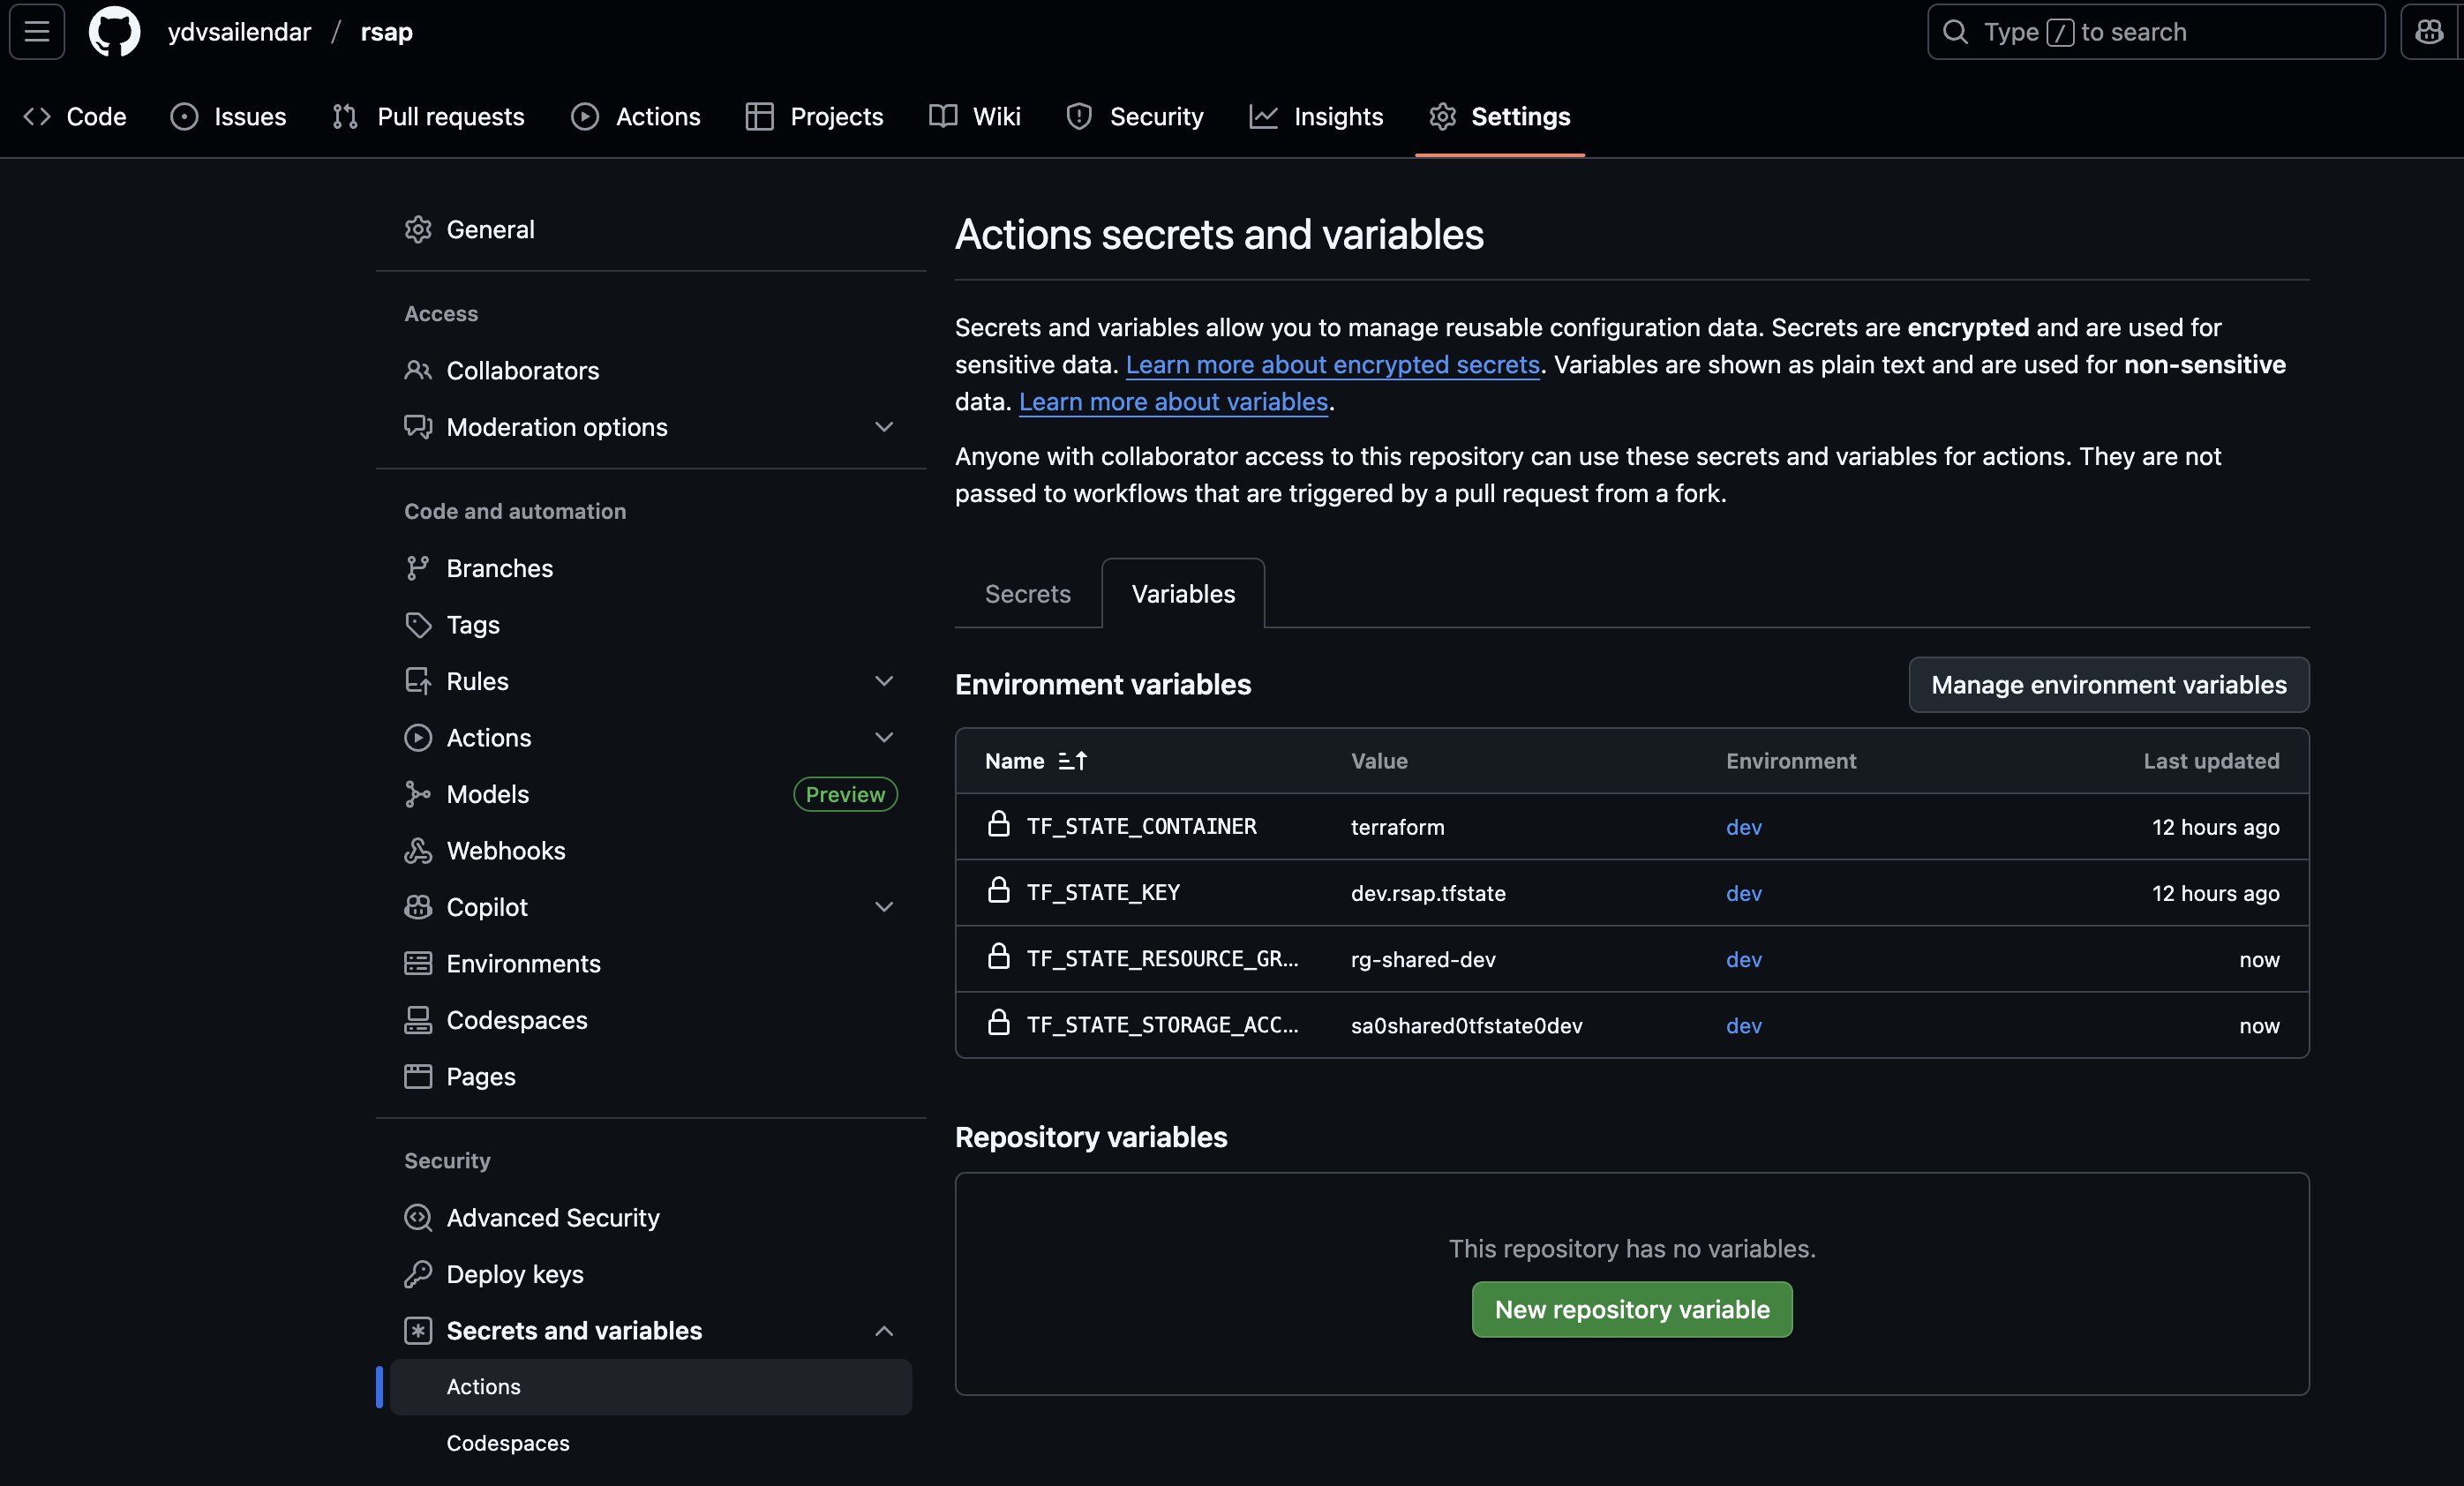 ydvsailendar / rsap
Type / to search
Code Issues Pull requests Actions Projects Wiki Security Insights Settings
General
Access
Collaborators
Moderation options
Code and automation
Branches
Tags
Rules
Actions
Models Preview
Webhooks
Copilot
Environments
Codespaces
Pages
Security
Advanced Security
Deploy keys
Secrets and variables
Actions
Codespaces
Actions secrets and variables
Secrets and variables allow you to manage reusable configuration data. Secrets are encrypted and are used for
sensitive data. Learn more about encrypted secrets. Variables are shown as plain text and are used for non-sensitive
data. Learn more about variables.
Anyone with collaborator access to this repository can use these secrets and variables for actions. They are not
passed to workflows that are triggered by a pull request from a fork.
Secrets Variables
Environment variables Manage environment variables
Name Value Environment Last updated
TF_STATE_CONTAINER terraform dev 12 hours ago
TF_STATE_KEY dev.rsap.tfstate dev 12 hours ago
TF_STATE_RESOURCE_GR... rg-shared-dev dev now
TF_STATE_STORAGE_ACC... sa0shared0tfstate0dev dev now
Repository variables
This repository has no variables.
New repository variable